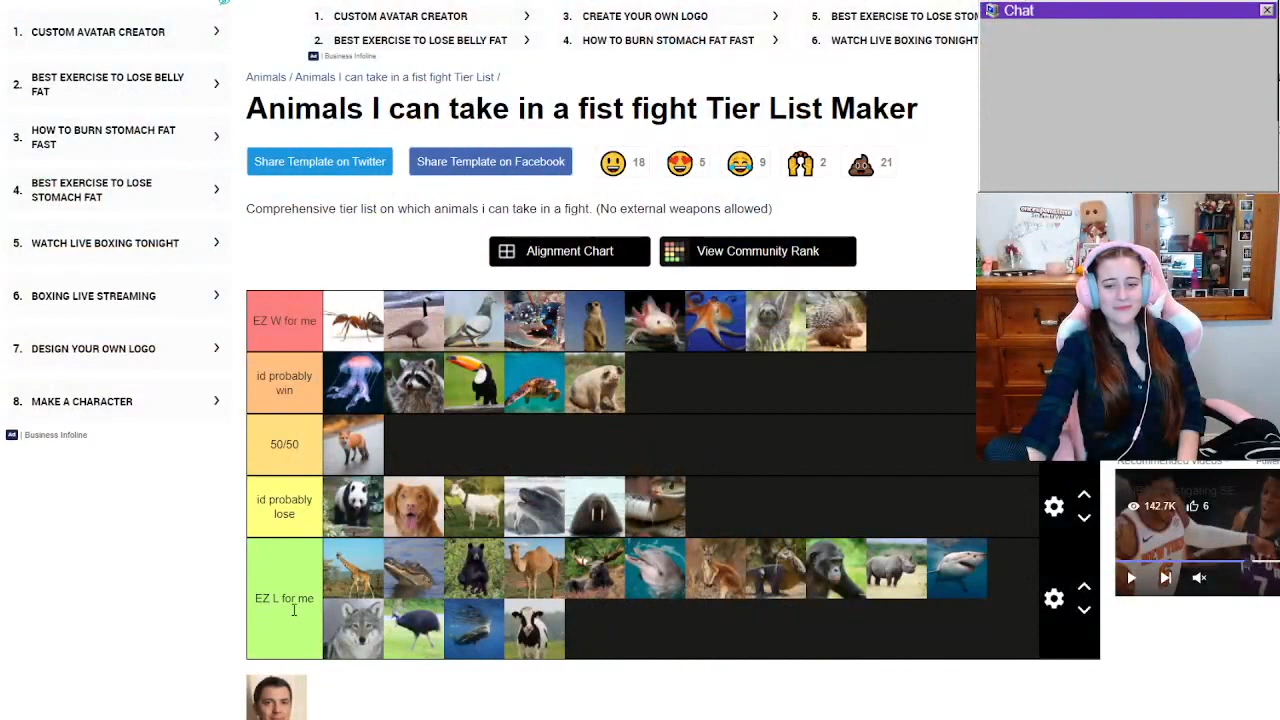 1. CUSTOM AVATAR CREATOR
2. BEST EXERCISE TO LOSE BELLY
FAT
3. HOW TO BURN STOMACH FAT
FAST
4. BEST EXERCISE TO LOSE
STOMACH FAT
5. WATCH LIVE BOXING TONIGHT
6. BOXING LIVE STREAMING
7. DESIGN YOUR OWN LOGO
8. MAKE A CHARACTER
Ad | Business Infoline
1. CUSTOM AVATAR CREATOR
2. BEST EXERCISE TO LOSE BELLY FAT
3. CREATE YOUR OWN LOGO
4. HOW TO BURN STOMACH FAT FAST
5. BEST EXERCISE TO LOSE STOM
6. WATCH LIVE BOXING TONIGHT
Ad | Business Infoline
Animals / Animals I can take in a fist fight Tier List /
Animals I can take in a fist fight Tier List Maker
Share Template on Twitter
Share Template on Facebook
18
5
9
2
21
Comprehensive tier list on which animals i can take in a fight. (No external weapons allowed)
Alignment Chart
View Community Rank
EZ W for me
id probably
win
50/50
id probably
lose
EZ L for me
Chat
Recommended videos
142.7K
6